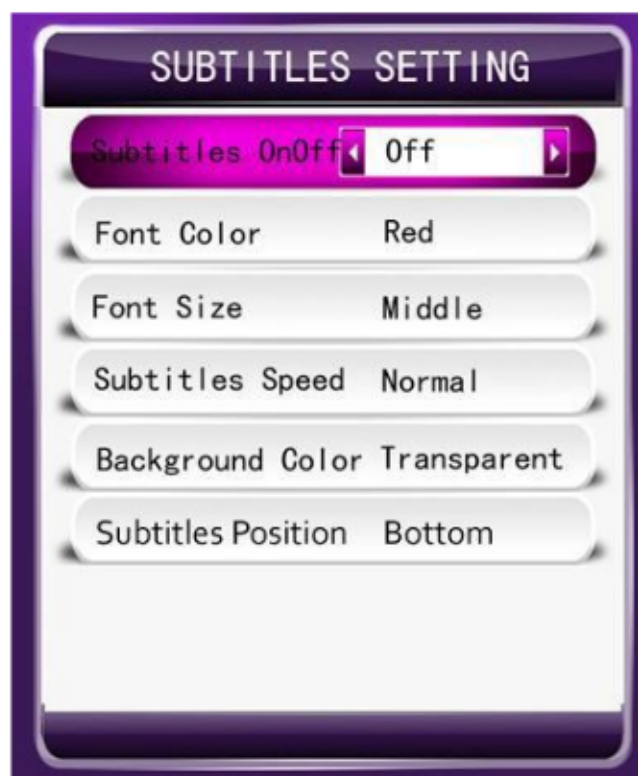 SUBTITLES SETTING
Subtitles OnOff Off
Font Color Red
Font Size Middle
Subtitles Speed Normal
Background Color Transparent
Subtitles Position Bottom